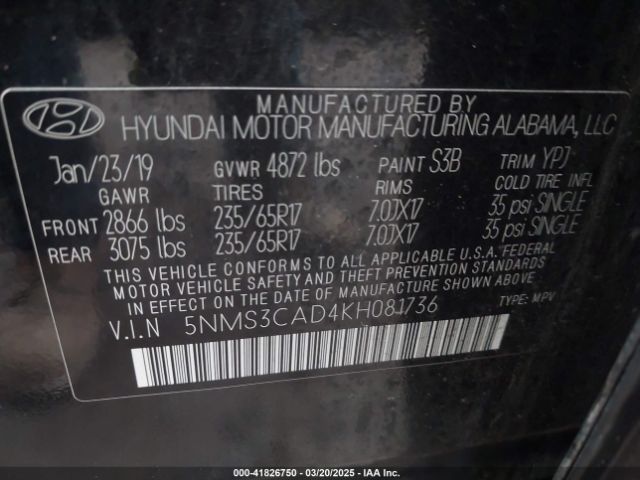 MANUFACTURED BY
HYUNDAI MOTOR MANUFACTURING ALABAMA, LLC
Jan/23/19 GVWR 4872 lbs PAINT S3B TRIM YPJ
GAWR TIRES RIMS COLD TIRE INFL
FRONT 2866 lbs 235/65R17 7.0JX17 35 psi SINGLE
REAR 3075 lbs 235/65R17 7.0JX17 35 psi SINGLE
THIS VEHICLE CONFORMS TO ALL APPLICABLE U.S.A. FEDERAL
MOTOR VEHICLE SAFETY AND THEFT PREVENTION STANDARDS
IN EFFECT ON THE DATE OF MANUFACTURE SHOWN ABOVE.
V.I.N 5NMS3CAD4KH081736 TYPE: MPV
000-41826750 — 03/20/2025 — IAA Inc.